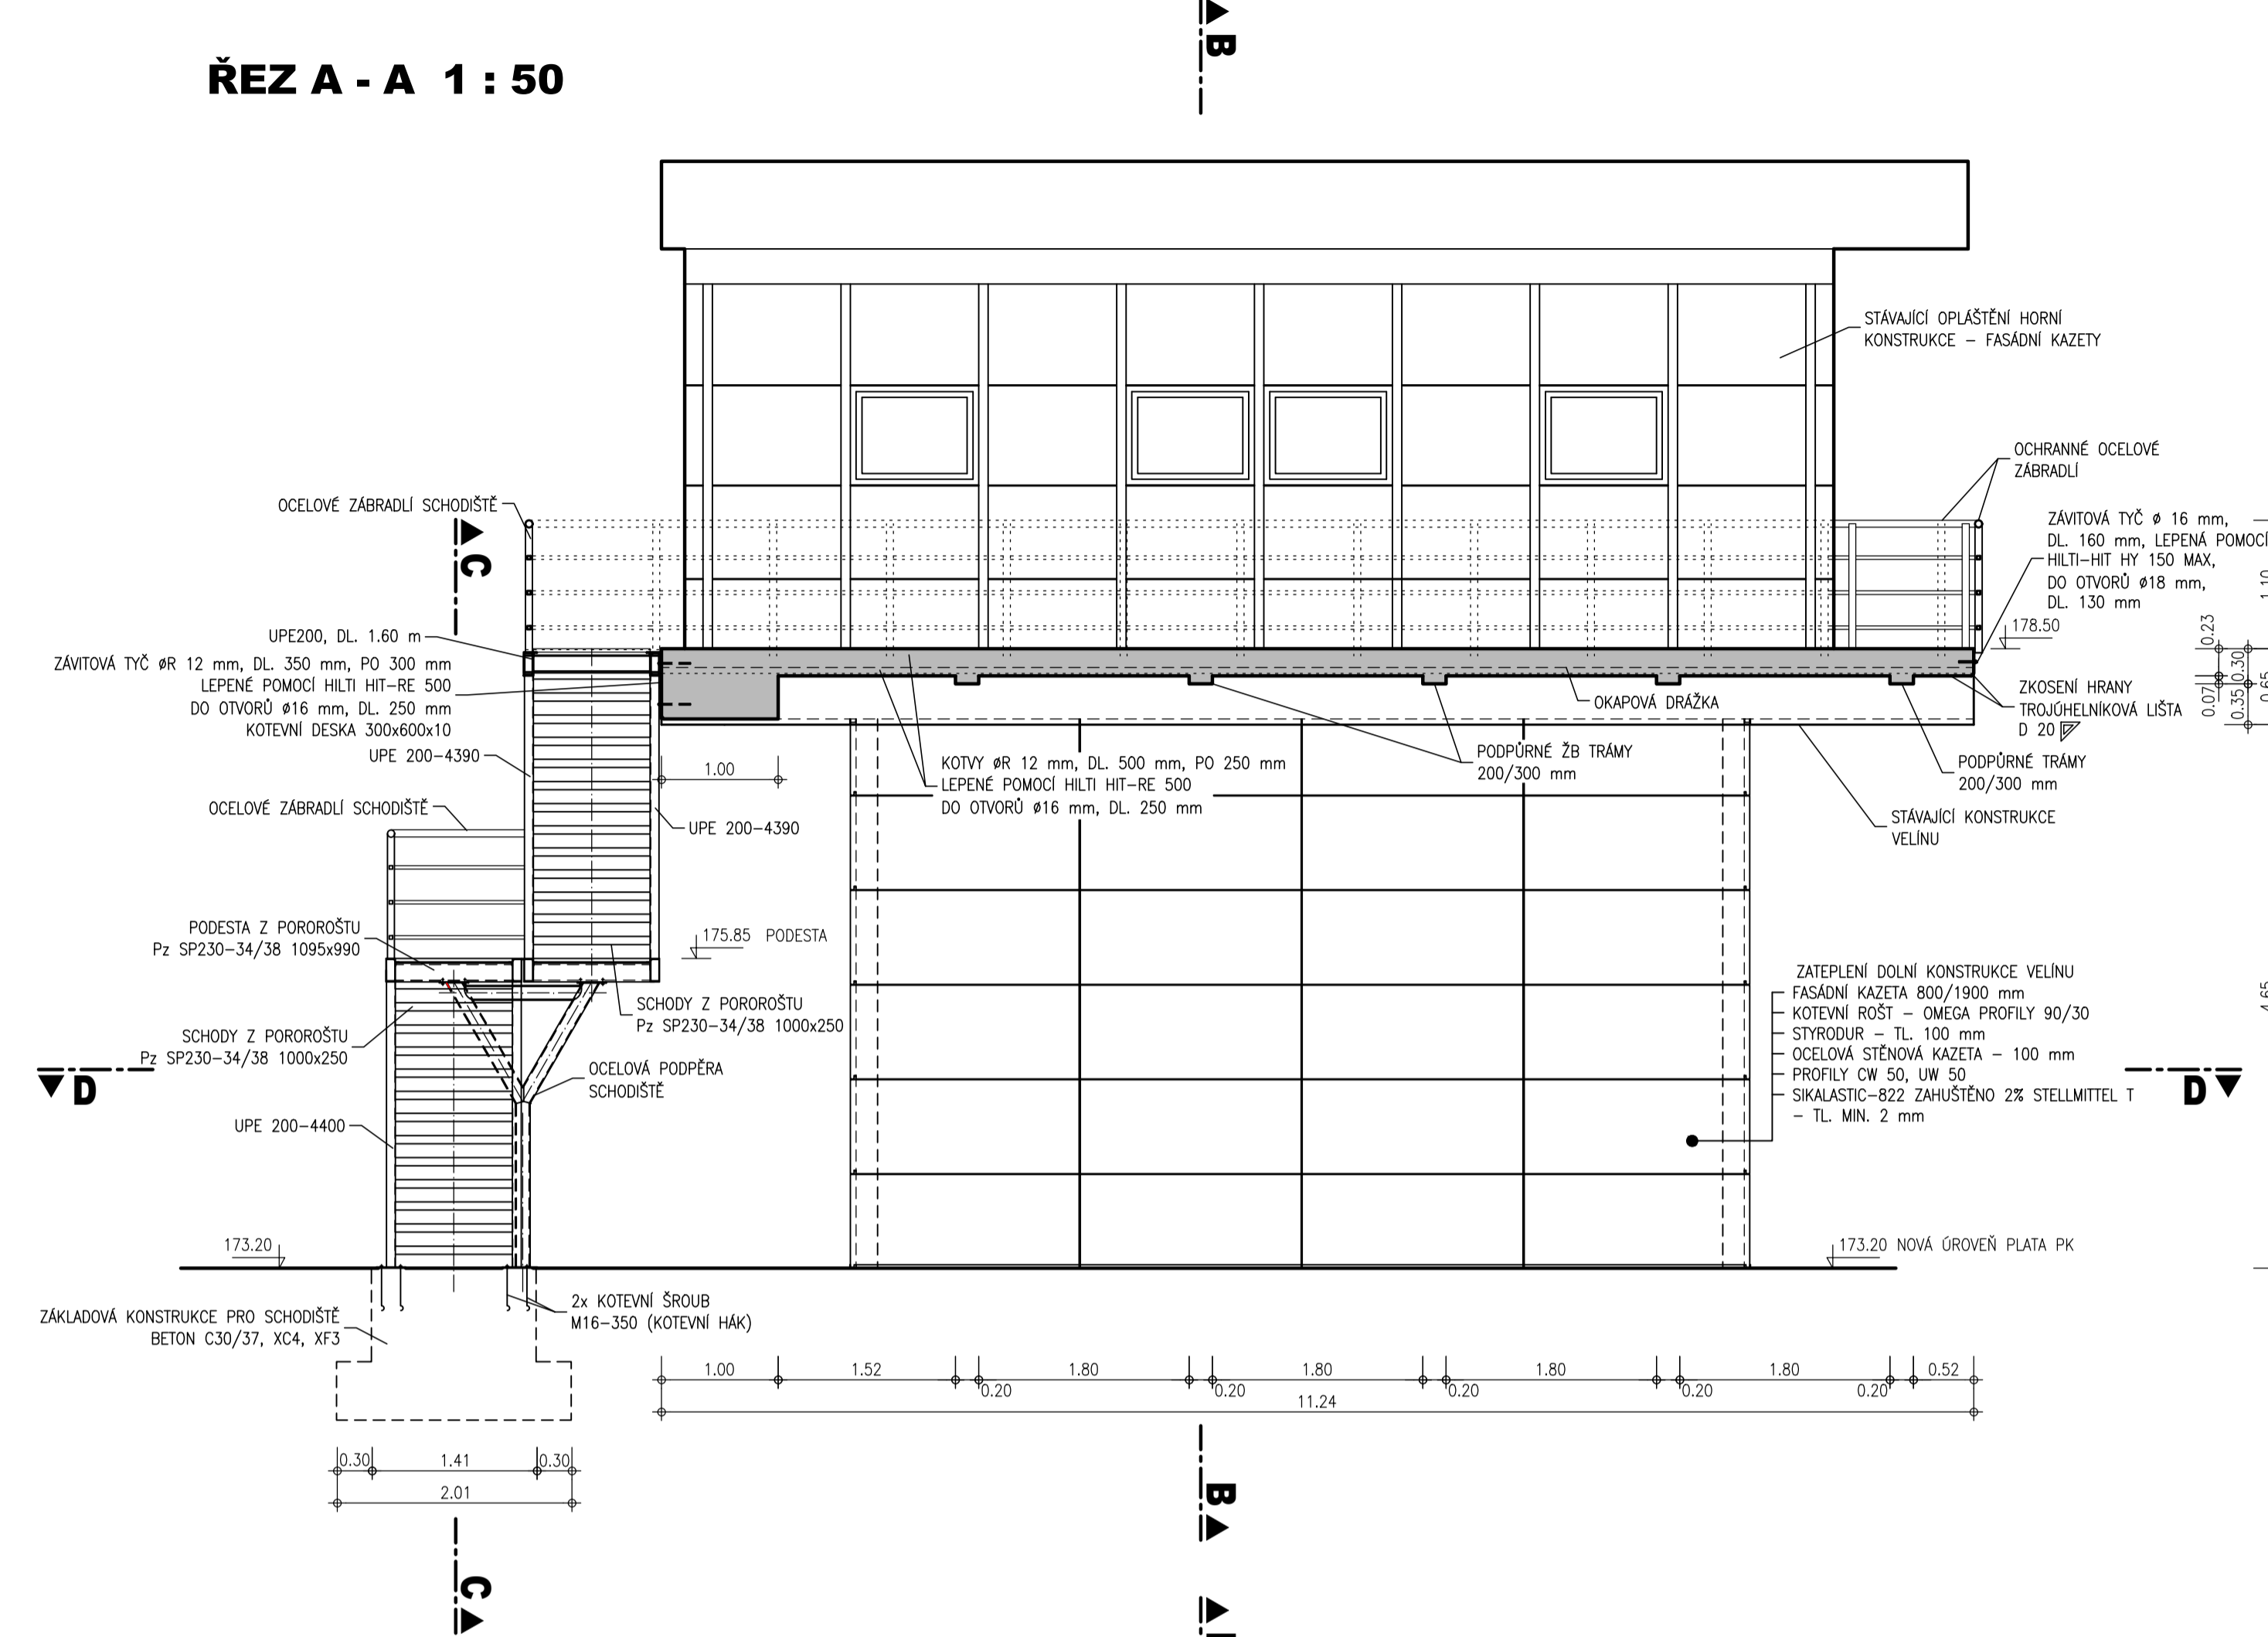 B
ŘEZ A - A 1 : 50
STÁVAJÍCÍ OPLÁŠTĚNÍ HORNÍ
KONSTRUKCE – FASÁDNÍ KAZETY
OCHRANNÉ OCELOVÉ
ZÁBRADLÍ
OCELOVÉ ZÁBRADLÍ SCHODIŠTĚ
C
ZÁVITOVÁ TYČ ø 16 mm,
DL. 160 mm, LEPENÁ POMOCÍ
HILTI-HIT HY 150 MAX,
DO OTVORŮ ø18 mm,
DL. 130 mm
1.10
178.50
0.23
0.30
0.07
0.35
0.65
UPE200, DL. 1.60 m
ZÁVITOVÁ TYČ øR 12 mm, DL. 350 mm, PO 300 mm
LEPENÉ POMOCÍ HILTI HIT-RE 500
DO OTVORŮ ø16 mm, DL. 250 mm
KOTEVNÍ DESKA 300x600x10
UPE 200-4390
OKAPOVÁ DRÁŽKA
ZKOSENÍ HRANY
TROJÚHELNÍKOVÁ LIŠTA
D 20
1.00
KOTVY øR 12 mm, DL. 500 mm, PO 250 mm
LEPENÉ POMOCÍ HILTI HIT-RE 500
DO OTVORŮ ø16 mm, DL. 250 mm
PODPŮRNÉ ŽB TRÁMY
200/300 mm
PODPŮRNÉ TRÁMY
200/300 mm
OCELOVÉ ZÁBRADLÍ SCHODIŠTĚ
UPE 200-4390
STÁVAJÍCÍ KONSTRUKCE
VELÍNU
PODESTA Z POROROŠTU
Pz SP230-34/38 1095x990
175.85 PODESTA
SCHODY Z POROROŠTU
Pz SP230-34/38 1000x250
SCHODY Z POROROŠTU
Pz SP230-34/38 1000x250
ZATEPLENÍ DOLNÍ KONSTRUKCE VELÍNU
FASÁDNÍ KAZETA 800/1900 mm
KOTEVNÍ ROŠT – OMEGA PROFILY 90/30
STYRODUR – TL. 100 mm
OCELOVÁ STĚNOVÁ KAZETA – 100 mm
PROFILY CW 50, UW 50
SIKALASTIC-822 ZAHUŠTĚNO 2% STELLMITTEL T
– TL. MIN. 2 mm
4.65
D
D
OCELOVÁ PODPĚRA
SCHODIŠTĚ
UPE 200-4400
173.20
173.20 NOVÁ ÚROVEŇ PLATA PK
ZÁKLADOVÁ KONSTRUKCE PRO SCHODIŠTĚ
BETON C30/37, XC4, XF3
2x KOTEVNÍ ŠROUB
M16-350 (KOTEVNÍ HÁK)
1.00 1.52 1.80 1.80 1.80 1.80 0.52
0.20 0.20 0.20 0.20 0.20
11.24
0.30 1.41 0.30
2.01
B
C